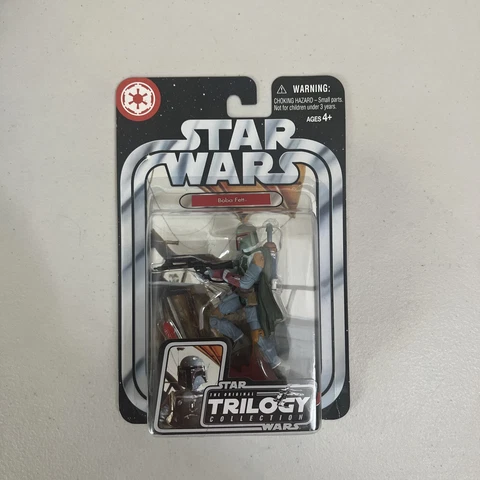 WARNING:
CHOKING HAZARD – Small parts.
Not for children under 3 years.
AGES 4+
STAR
WARS
Boba Fett
STAR
THE ORIGINAL
TRILOGY
COLLECTION
WARS